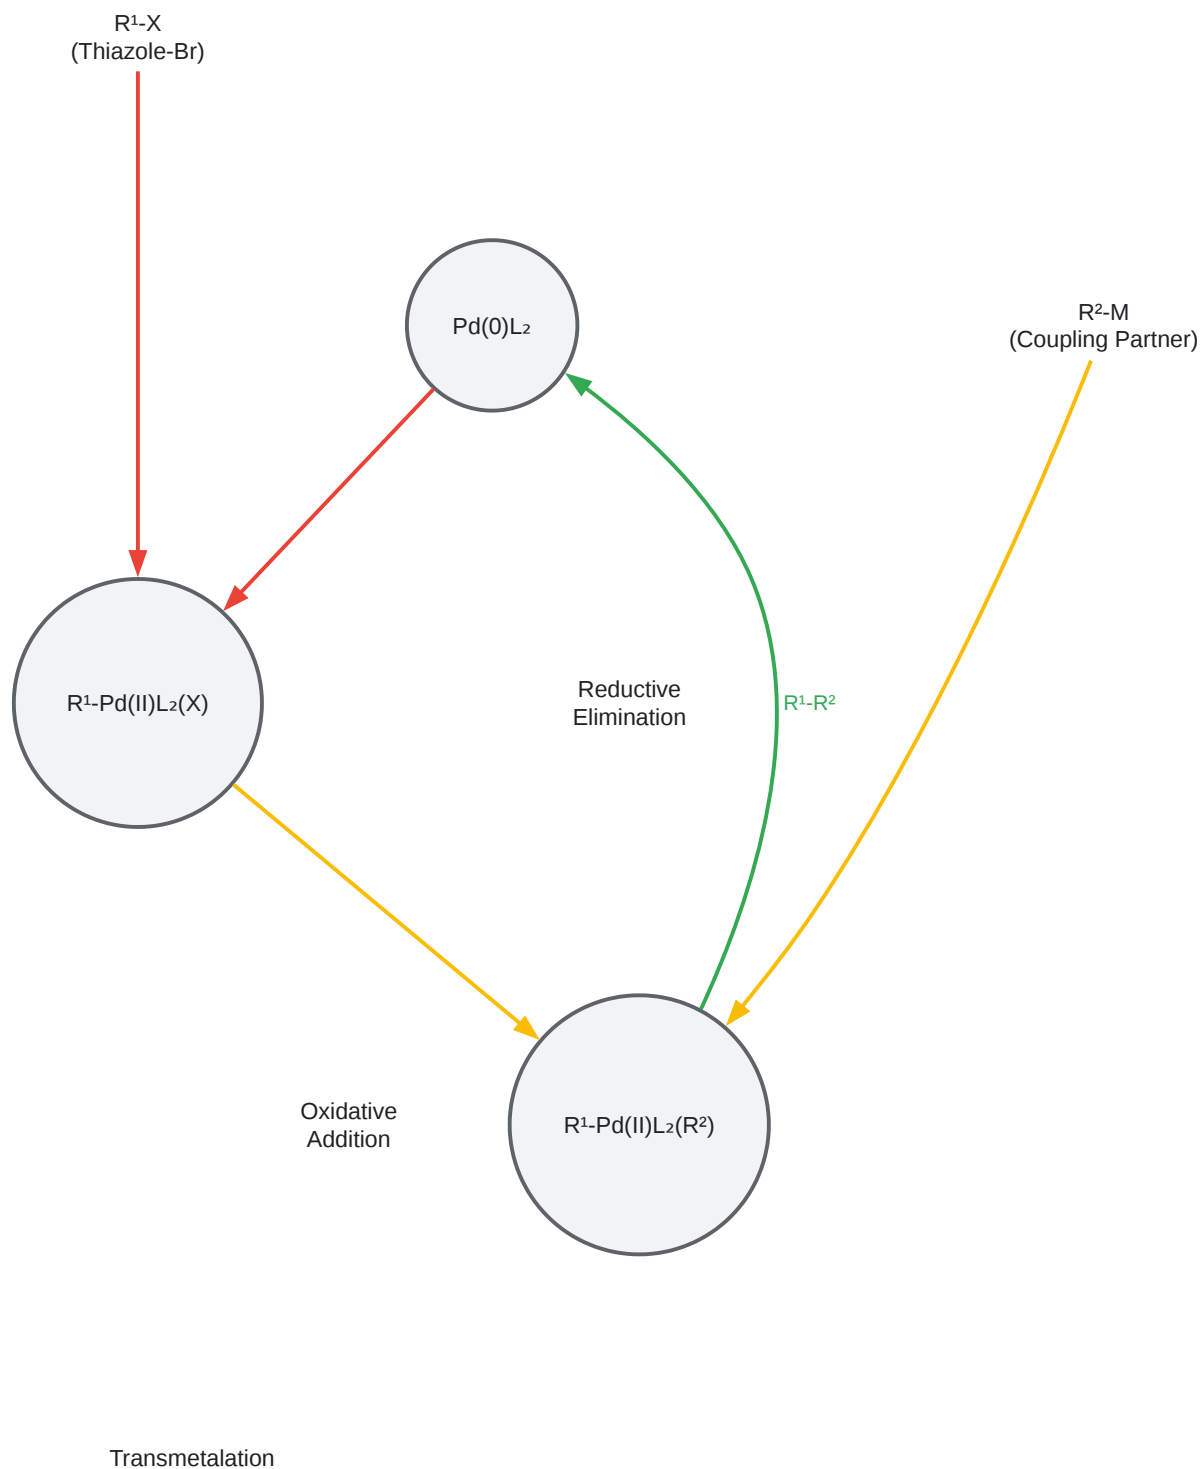 R¹-X
(Thiazole-Br)
Pd(0)L₂
R²-M
(Coupling Partner)
R¹-Pd(II)L₂(X)
Reductive
Elimination
R¹-R²
Oxidative
Addition
R¹-Pd(II)L₂(R²)
Transmetalation